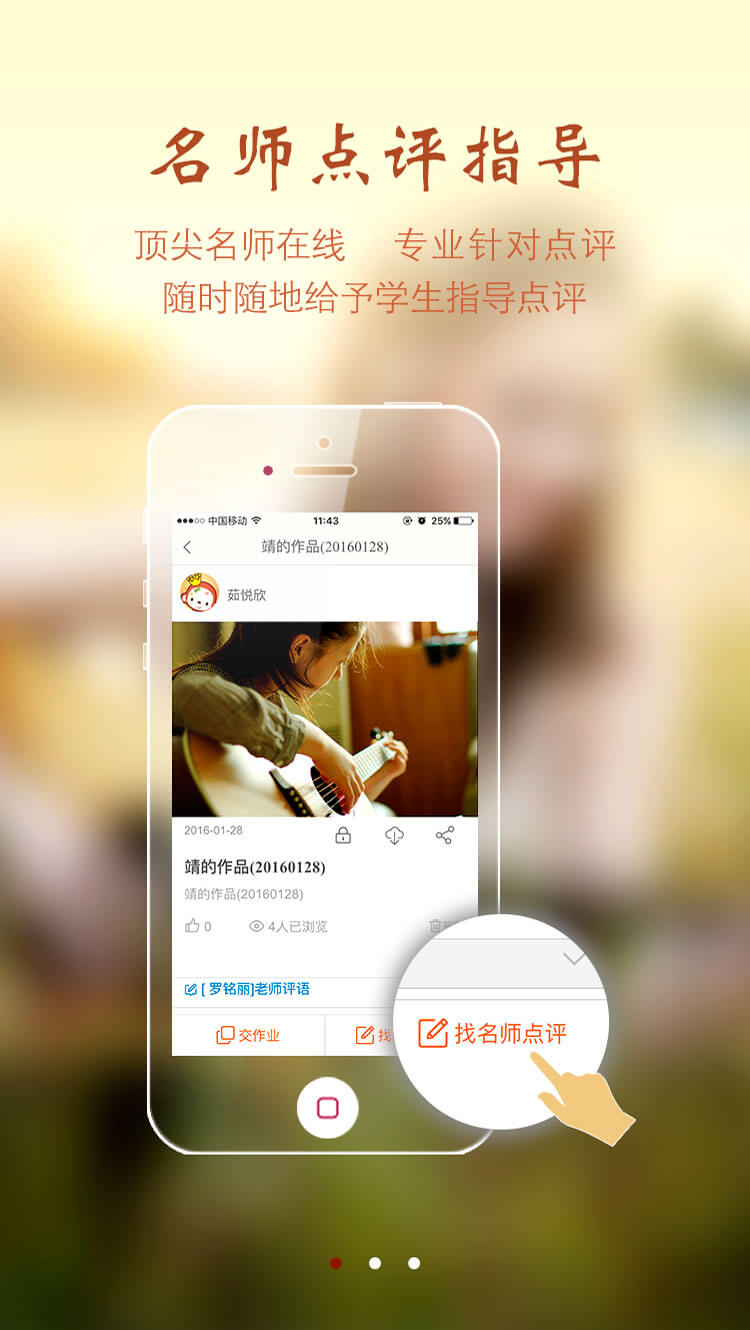 名师点评指导
顶尖名师在线 专业针对点评
随时随地给予学生指导点评
中国移动 11:43 25%
靖的作品(20160128)
茹悦欣
2016-01-28
靖的作品(20160128)
靖的作品(20160128)
0 4人已浏览
[ 罗铭丽]老师评语
交作业 找
找名师点评